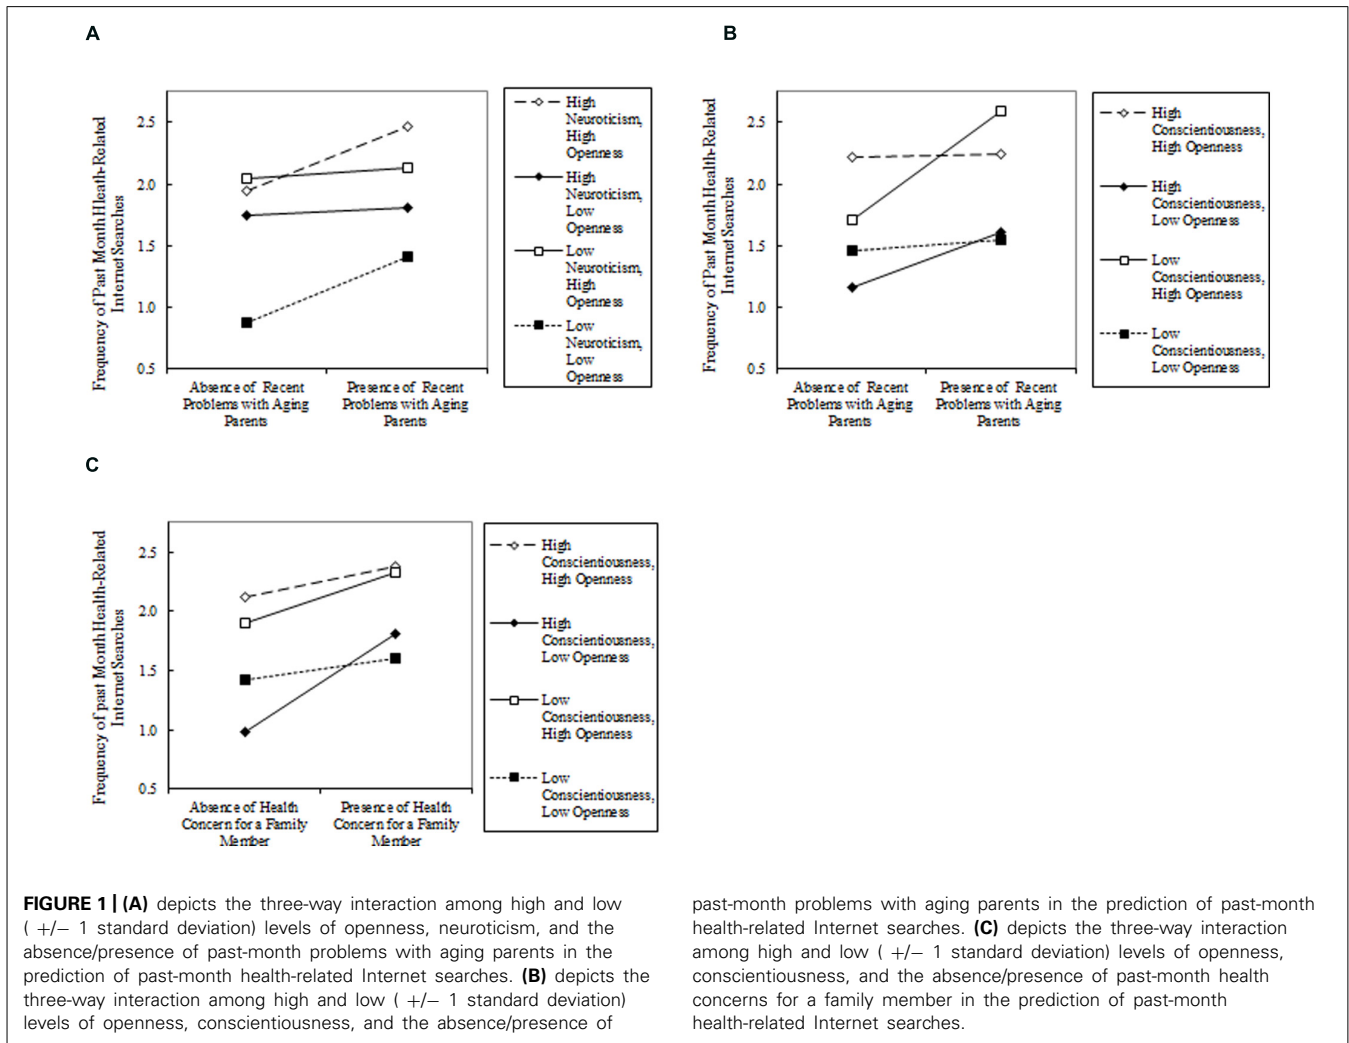 A
Frequency of Past Month Hleath-Related
Internet Searches
2.5
2.0
1.5
1.0
0.5
Absence of Recent
Problems with Aging
Parents
Presence of Recent
Problems with Aging
Parents
High
Neuroticism,
High
Openness
High
Neuroticism,
Low
Openness
Low
Neuroticism,
High
Openness
Low
Neuroticism,
Low
Openness
B
Frequency of Past Month Health-Related
Internet Searches
2.5
2.0
1.5
1.0
0.5
Absence of Recent
Problems with Aging
Parents
Presence of Recent
Problems with Aging
Parents
High
Conscientiousness,
High Openness
High
Conscientiousness,
Low Openness
Low
Conscientiousness,
High Openness
Low
Conscientiousness,
Low Openness
C
Frequency of past Month Health-Related
Internet Searches
2.5
2.0
1.5
1.0
0.5
Absence of Health
Concern for a Family
Member
Presence of Health
Concern for a Family
Member
High
Conscientiousness,
High Openness
High
Conscientiousness,
Low Openness
Low
Conscientiousness,
High Openness
Low
Conscientiousness,
Low Openness
FIGURE 1 | (A) depicts the three-way interaction among high and low
( +/− 1 standard deviation) levels of openness, neuroticism, and the
absence/presence of past-month problems with aging parents in the
prediction of past-month health-related Internet searches. (B) depicts the
three-way interaction among high and low ( +/− 1 standard deviation)
levels of openness, conscientiousness, and the absence/presence of
past-month problems with aging parents in the prediction of past-month
health-related Internet searches. (C) depicts the three-way interaction
among high and low ( +/− 1 standard deviation) levels of openness,
conscientiousness, and the absence/presence of past-month health
concerns for a family member in the prediction of past-month
health-related Internet searches.